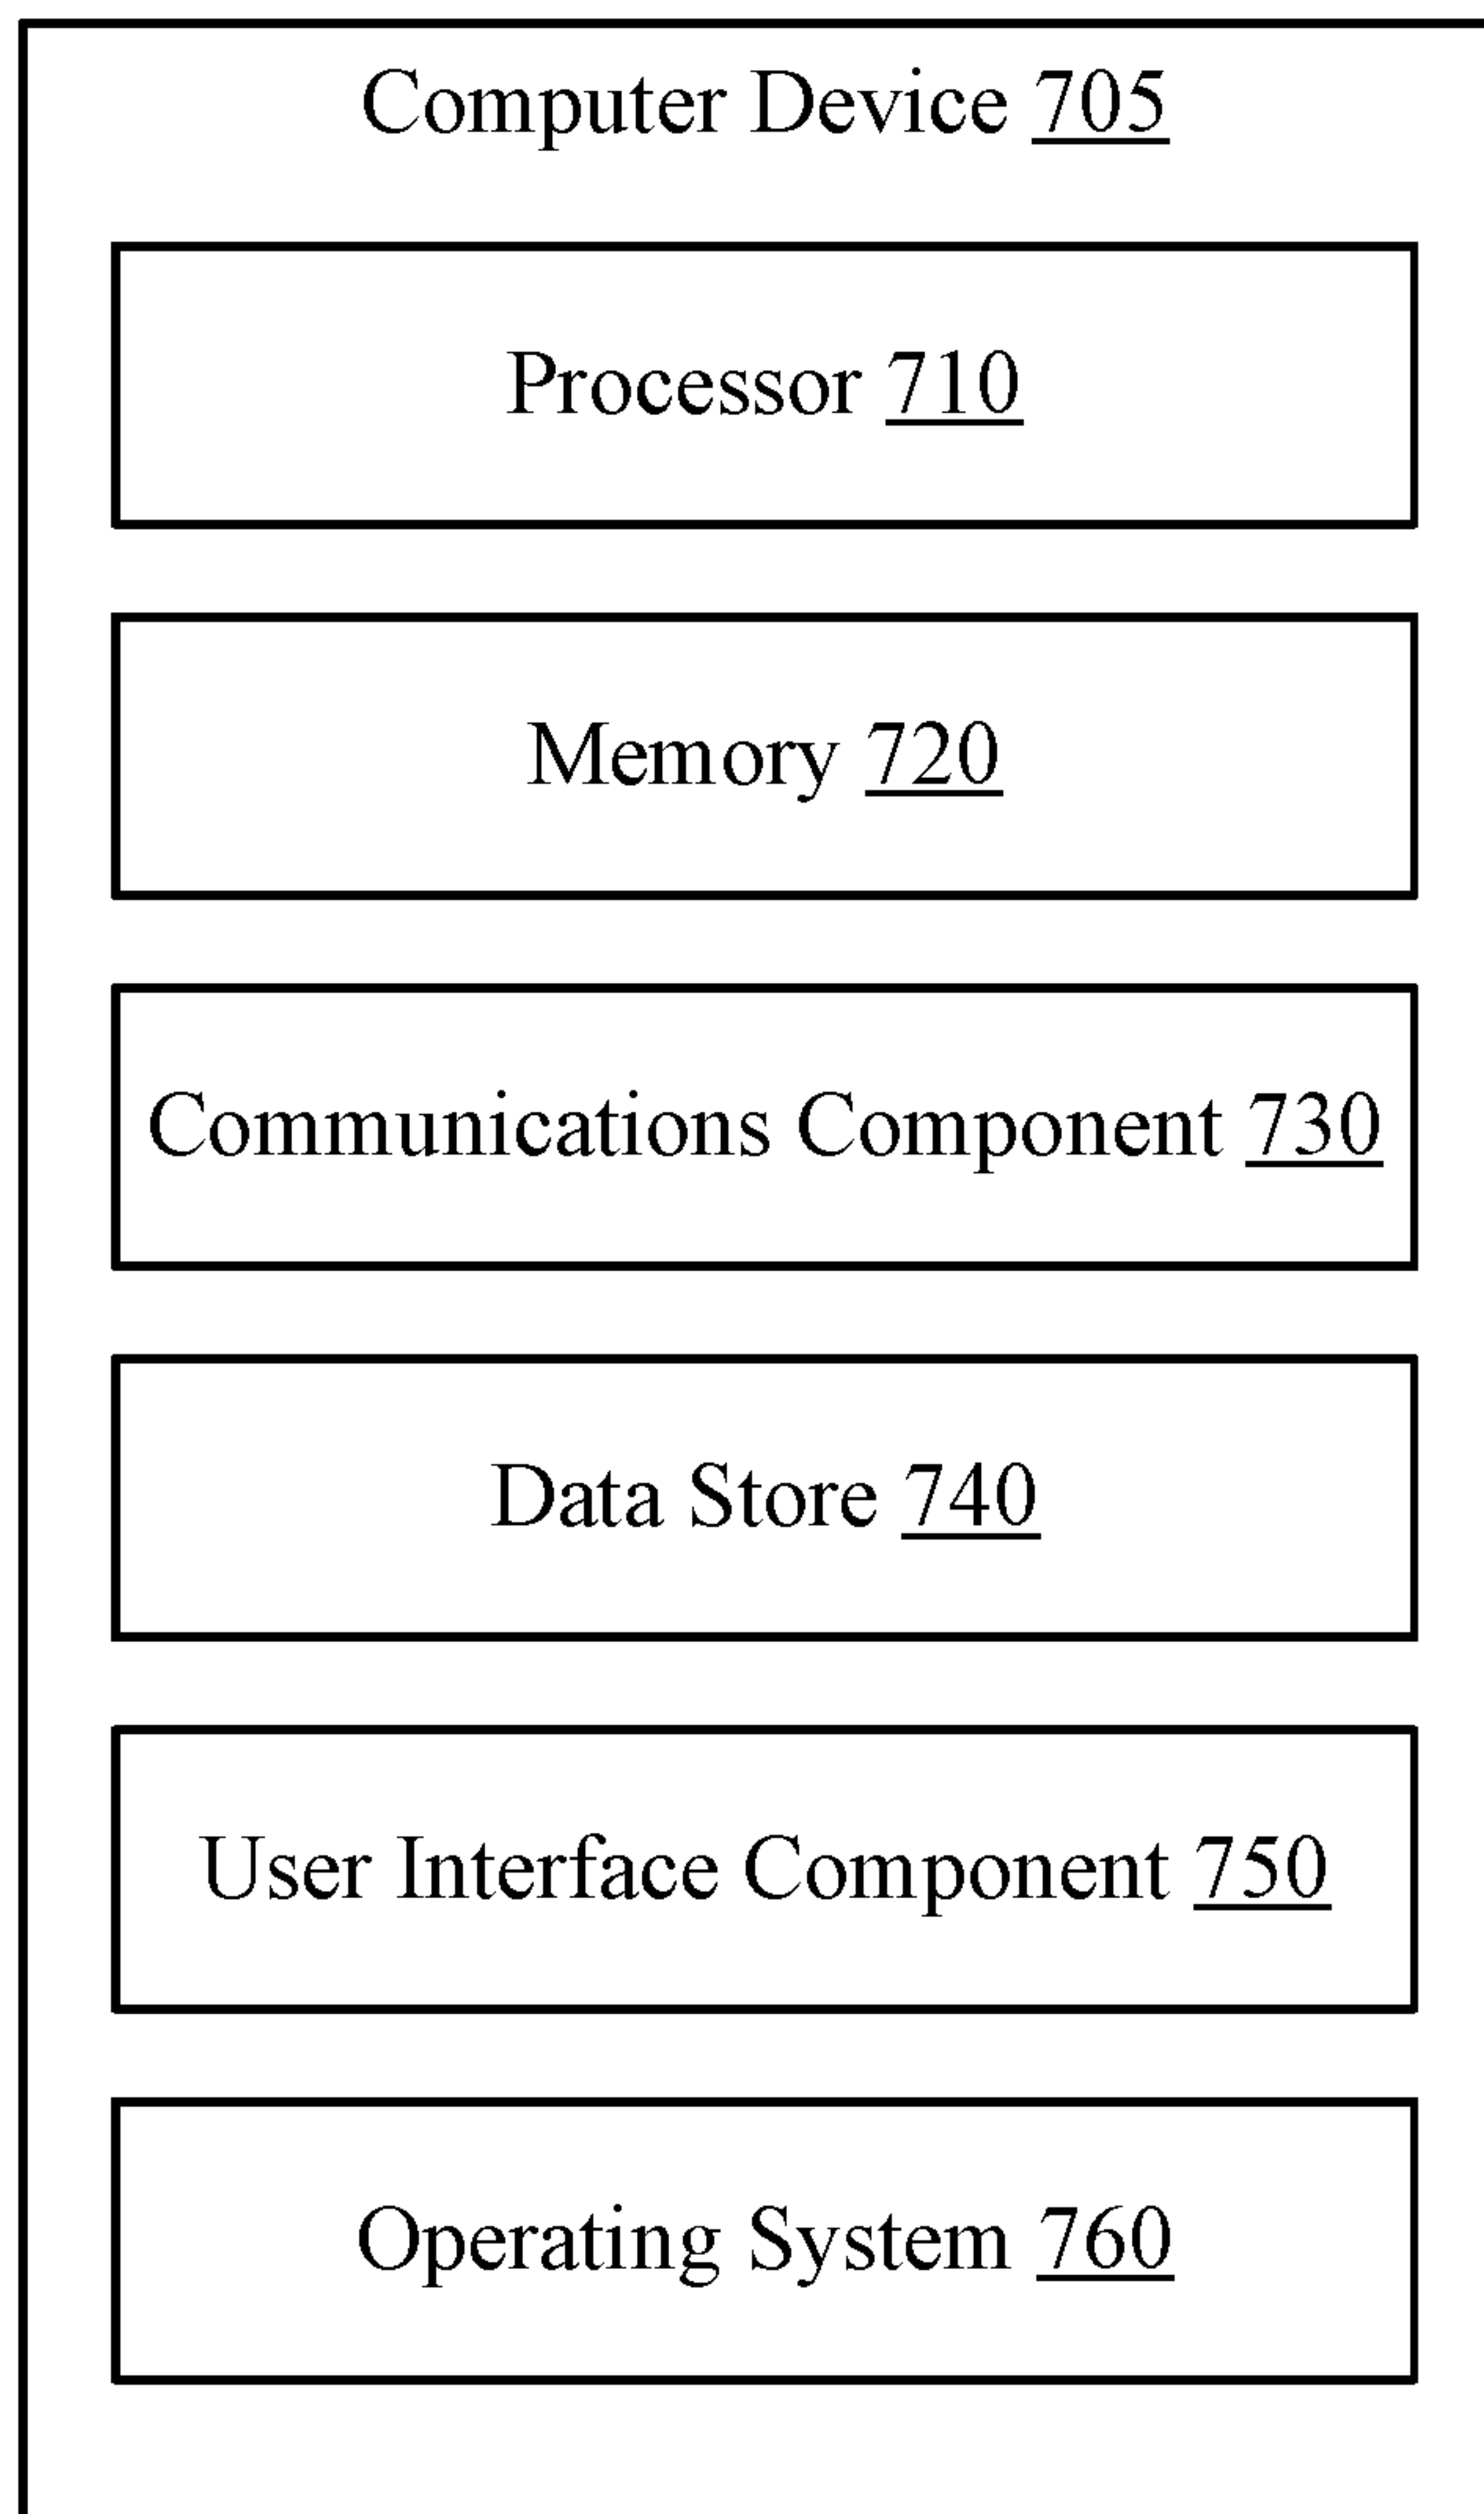 Computer Device 705
Processor 710
Memory 720
Communications Component 730
Data Store 740
User Interface Component 750
Operating System 760